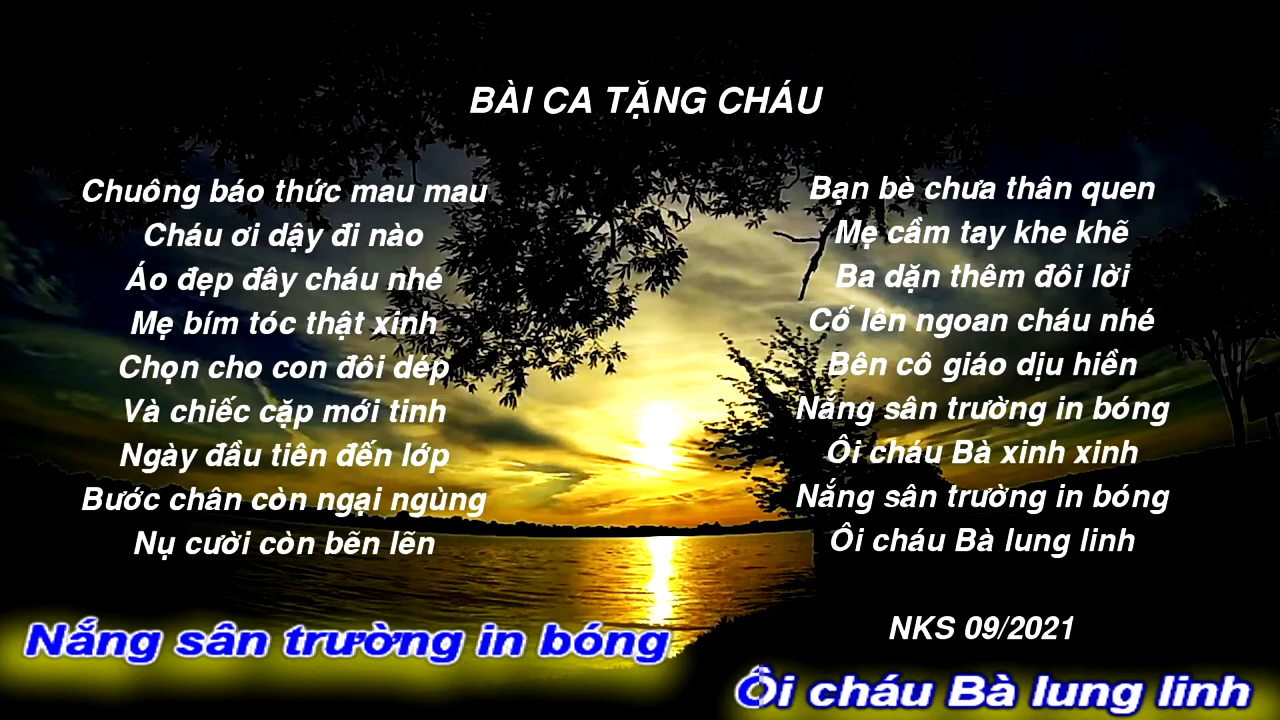 BÀI CA TẶNG CHÁU
Chuông báo thức mau mau
Cháu ơi dậy đi nào
Áo đẹp đây cháu nhé
Mẹ bím tóc thật xinh
Chọn cho con đôi dép
Và chiếc cặp mới tinh
Ngày đầu tiên đến lớp
Bước chân còn ngại ngùng
Nụ cười còn bẽn lẽn
Bạn bè chưa thân quen
Mẹ cầm tay khe khẽ
Ba dặn thêm đôi lời
Cố lên ngoan cháu nhé
Bên cô giáo dịu hiền
Nắng sân trường in bóng
Ôi cháu Bà xinh xinh
Nắng sân trường in bóng
Ôi cháu Bà lung linh
NKS 09/2021
Nắng sân trường in bóng
Ôi cháu Bà lung linh